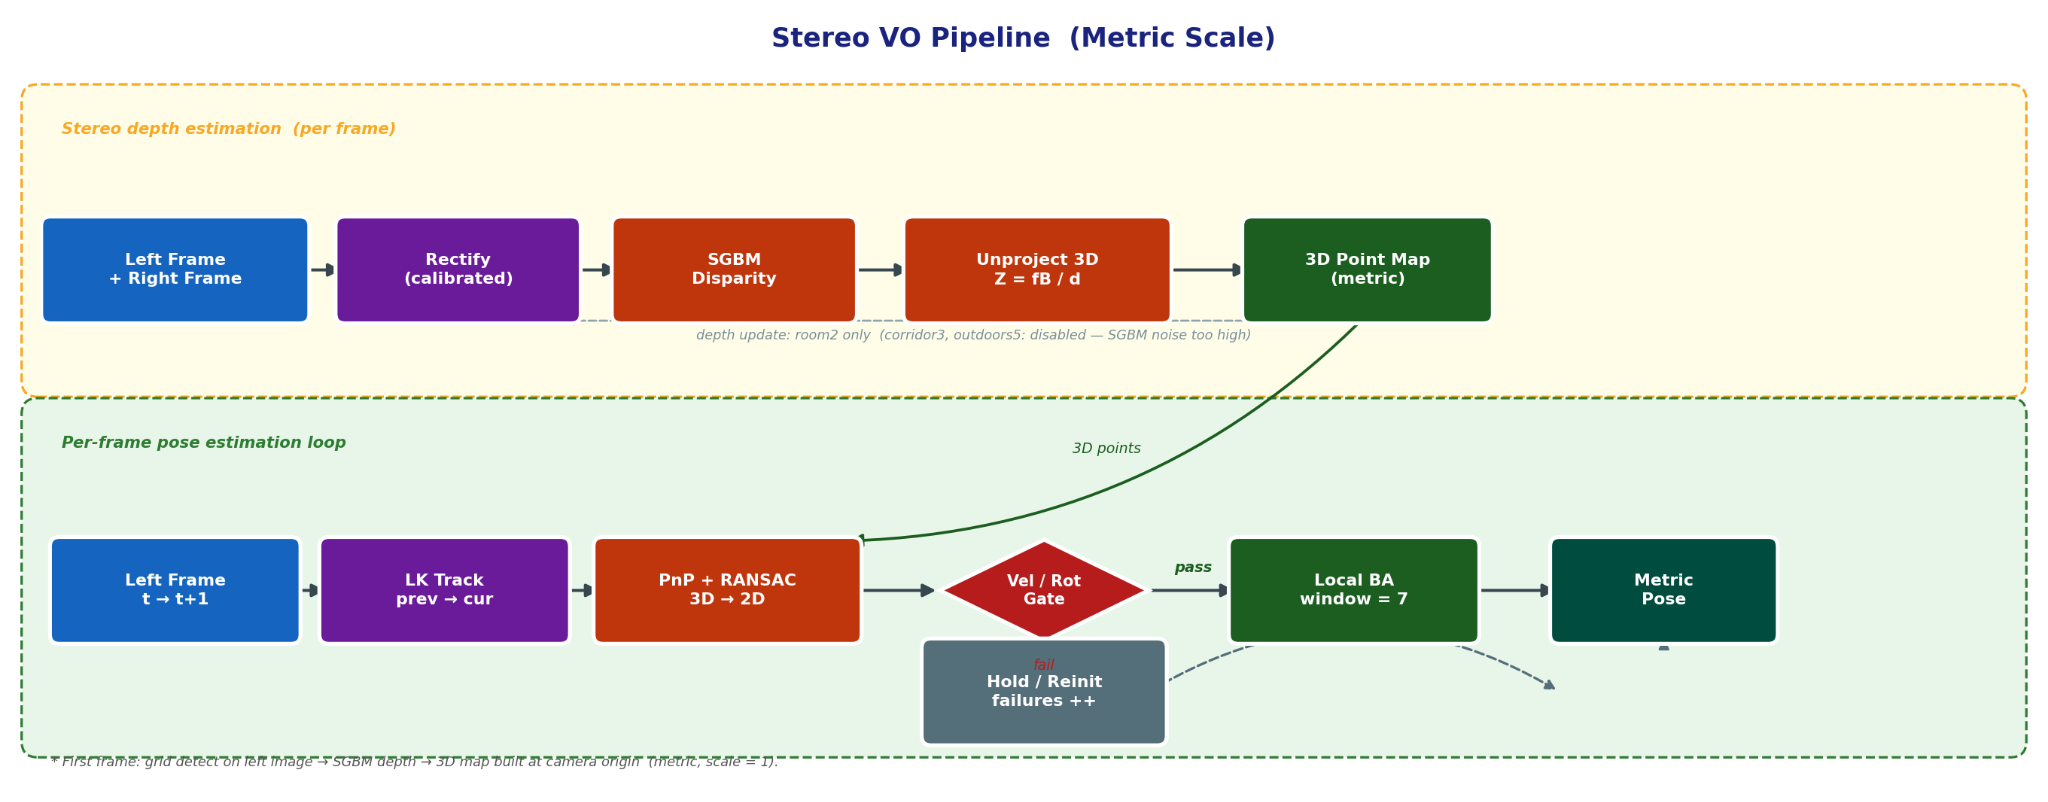 Stereo VO Pipeline  (Metric Scale)
Stereo depth estimation  (per frame)
Left Frame
+ Right Frame
Rectify
(calibrated)
SGBM
Disparity
Unproject 3D
Z = fB / d
3D Point Map
(metric)
depth update: room2 only  (corridor3, outdoors5: disabled — SGBM noise too high)
Per-frame pose estimation loop
3D points
Left Frame
t → t+1
LK Track
prev → cur
PnP + RANSAC
3D → 2D
Vel / Rot
Gate
pass
Local BA
window = 7
Metric
Pose
fail
Hold / Reinit
failures ++
* First frame: grid detect on left image → SGBM depth → 3D map built at camera origin  (metric, scale = 1).